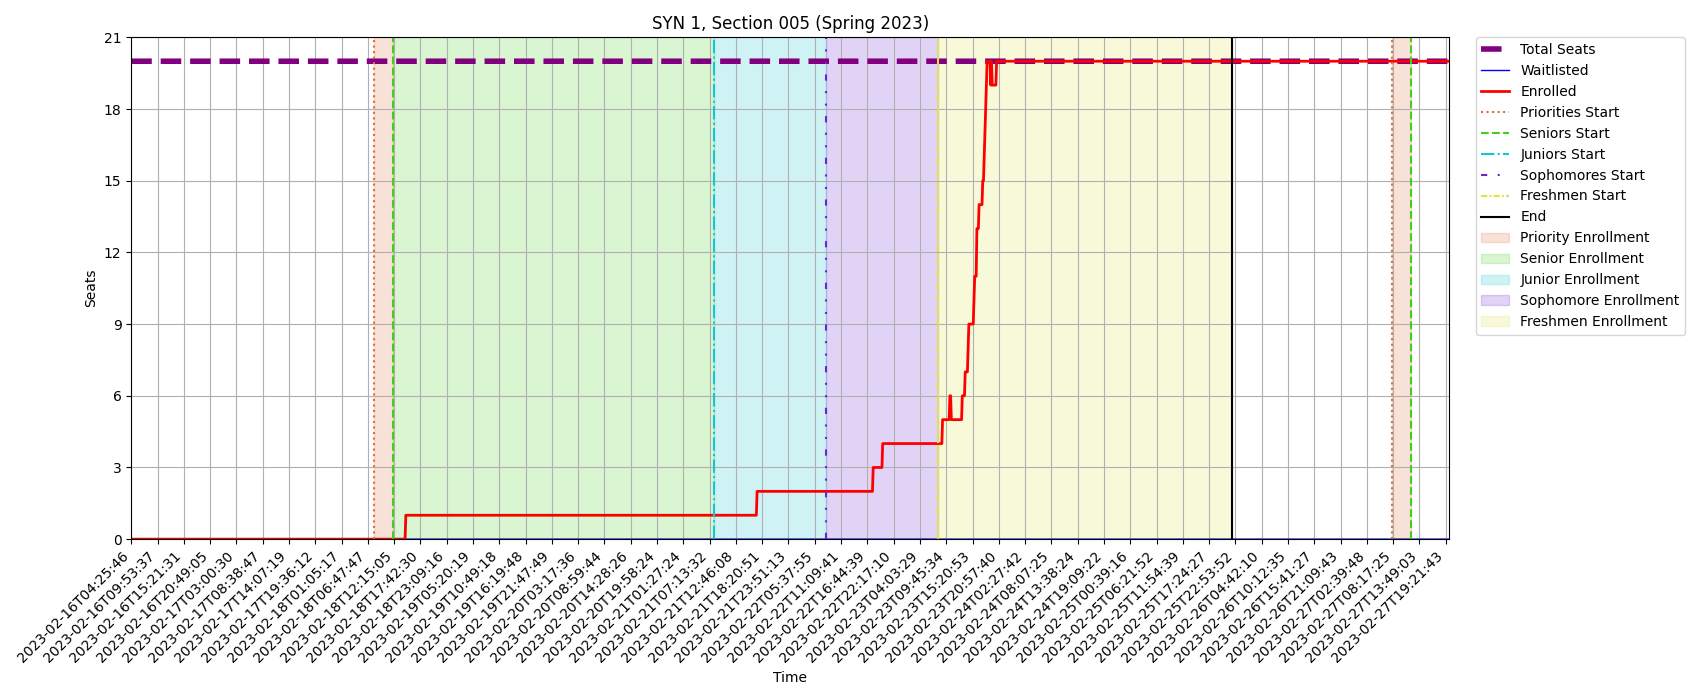 SYN 1, Section 005 (Spring 2023)
21
18
15
12
9
6
3
0
Seats
2023-02-16T04:25:46
2023-02-16T09:53:37
2023-02-16T15:21:31
2023-02-16T20:49:05
2023-02-17T03:00:30
2023-02-17T08:38:47
2023-02-17T14:07:19
2023-02-17T19:36:12
2023-02-18T01:05:17
2023-02-18T06:47:47
2023-02-18T12:15:05
2023-02-18T17:42:30
2023-02-18T23:09:16
2023-02-19T05:20:19
2023-02-19T10:49:18
2023-02-19T16:19:48
2023-02-19T21:47:49
2023-02-20T03:17:36
2023-02-20T08:59:44
2023-02-20T14:28:26
2023-02-20T19:58:24
2023-02-21T01:27:24
2023-02-21T07:13:32
2023-02-21T12:46:08
2023-02-21T18:20:51
2023-02-21T23:51:13
2023-02-22T05:37:55
2023-02-22T11:09:41
2023-02-22T16:44:39
2023-02-22T22:17:10
2023-02-23T04:03:29
2023-02-23T09:45:34
2023-02-23T15:20:53
2023-02-23T20:57:40
2023-02-24T02:27:42
2023-02-24T08:07:25
2023-02-24T13:38:24
2023-02-24T19:09:22
2023-02-25T00:39:16
2023-02-25T06:21:52
2023-02-25T11:54:39
2023-02-25T17:24:27
2023-02-25T22:53:52
2023-02-26T04:42:10
2023-02-26T10:12:35
2023-02-26T15:41:27
2023-02-26T21:09:43
2023-02-27T02:39:48
2023-02-27T08:17:25
2023-02-27T13:49:03
2023-02-27T19:21:43
Time
Total Seats
Waitlisted
Enrolled
Priorities Start
Seniors Start
Juniors Start
Sophomores Start
Freshmen Start
End
Priority Enrollment
Senior Enrollment
Junior Enrollment
Sophomore Enrollment
Freshmen Enrollment